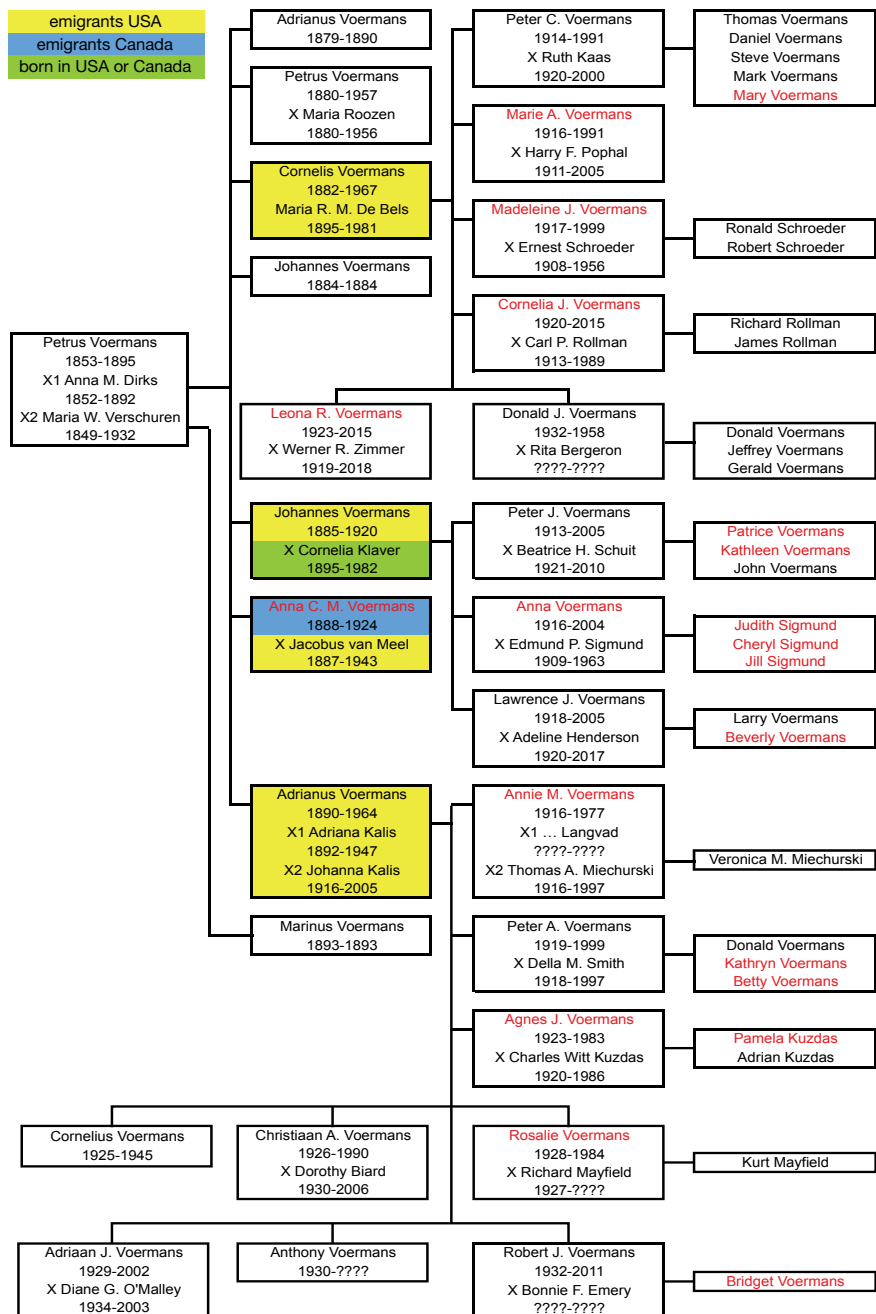 emigrants USA
emigrants Canada
born in USA or Canada
Petrus Voermans
1853-1895
X1 Anna M. Dirks
1852-1892
X2 Maria W. Verschuren
1849-1932
Adrianus Voermans
1879-1890
Petrus Voermans
1880-1957
X Maria Roozen
1880-1956
Cornelis Voermans
1882-1967
Maria R. M. De Bels
1895-1981
Johannes Voermans
1884-1884
Peter C. Voermans
1914-1991
X Ruth Kaas
1920-2000
Thomas Voermans
Daniel Voermans
Steve Voermans
Mark Voermans
Mary Voermans
Marie A. Voermans
1916-1991
X Harry F. Pophal
1911-2005
Madeleine J. Voermans
1917-1999
X Ernest Schroeder
1908-1956
Ronald Schroeder
Robert Schroeder
Cornelia J. Voermans
1920-2015
X Carl P. Rollman
1913-1989
Richard Rollman
James Rollman
Leona R. Voermans
1923-2015
X Werner R. Zimmer
1919-2018
Donald J. Voermans
1932-1958
X Rita Bergeron
????-????
Donald Voermans
Jeffrey Voermans
Gerald Voermans
Johannes Voermans
1885-1920
X Cornelia Klaver
1895-1982
Peter J. Voermans
1913-2005
X Beatrice H. Schuit
1921-2010
Patrice Voermans
Kathleen Voermans
John Voermans
Anna C. M. Voermans
1888-1924
X Jacobus van Meel
1887-1943
Anna Voermans
1916-2004
X Edmund P. Sigmund
1909-1963
Judith Sigmund
Cheryl Sigmund
Jill Sigmund
Lawrence J. Voermans
1918-2005
X Adeline Henderson
1920-2017
Larry Voermans
Beverly Voermans
Adrianus Voermans
1890-1964
X1 Adriana Kalis
1892-1947
X2 Johanna Kalis
1916-2005
Annie M. Voermans
1916-1977
X1 ... Langvad
????-????
X2 Thomas A. Miechurski
1916-1997
Veronica M. Miechurski
Marinus Voermans
1893-1893
Peter A. Voermans
1919-1999
X Della M. Smith
1918-1997
Donald Voermans
Kathryn Voermans
Betty Voermans
Agnes J. Voermans
1923-1983
X Charles Witt Kuzdas
1920-1986
Pamela Kuzdas
Adrian Kuzdas
Cornelius Voermans
1925-1945
Christiaan A. Voermans
1926-1990
X Dorothy Biard
1930-2006
Rosalie Voermans
1928-1984
X Richard Mayfield
1927-????
Kurt Mayfield
Adriaan J. Voermans
1929-2002
X Diane G. O'Malley
1934-2003
Anthony Voermans
1930-????
Robert J. Voermans
1932-2011
X Bonnie F. Emery
????-????
Bridget Voermans